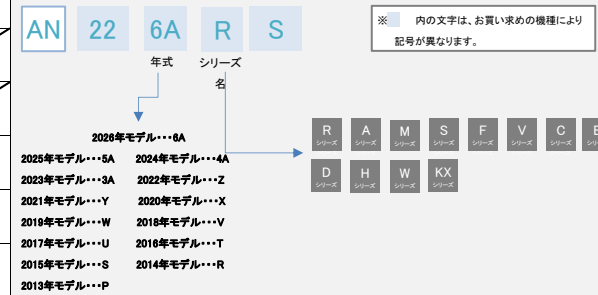 AN 22 6A R S
※ 内の文字は、お買い求めの機種により
記号が異なります。
年式 シリーズ
名
2026年モデル・・・6A
2025年モデル・・・5A 2024年モデル・・・4A
2023年モデル・・・3A 2022年モデル・・・Z
2021年モデル・・・Y 2020年モデル・・・X
2019年モデル・・・W 2018年モデル・・・V
2017年モデル・・・U 2016年モデル・・・T
2015年モデル・・・S 2014年モデル・・・R
2013年モデル・・・P
R A M S F V C E
シリーズ シリーズ シリーズ シリーズ シリーズ シリーズ シリーズ シリーズ
D H W KX
シリーズ シリーズ シリーズ シリーズ